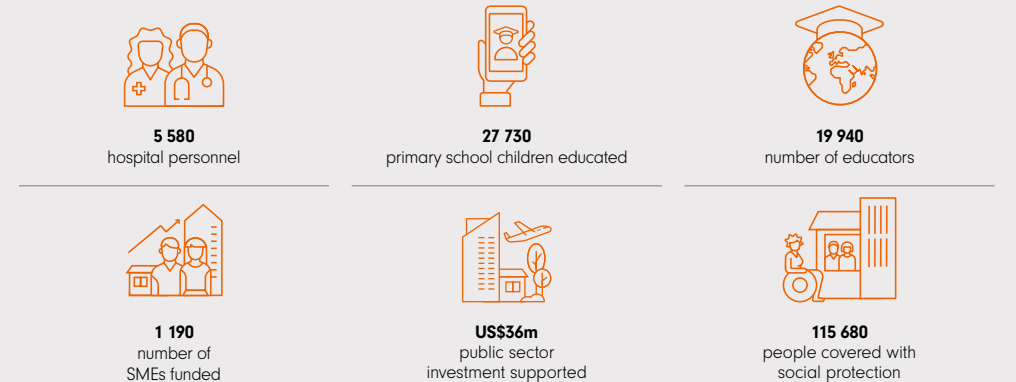 5 580
hospital personnel
27 730
primary school children educated
19 940
number of educators
1 190
number of
SMEs funded
US$36m
public sector
investment supported
115 680
people covered with
social protection